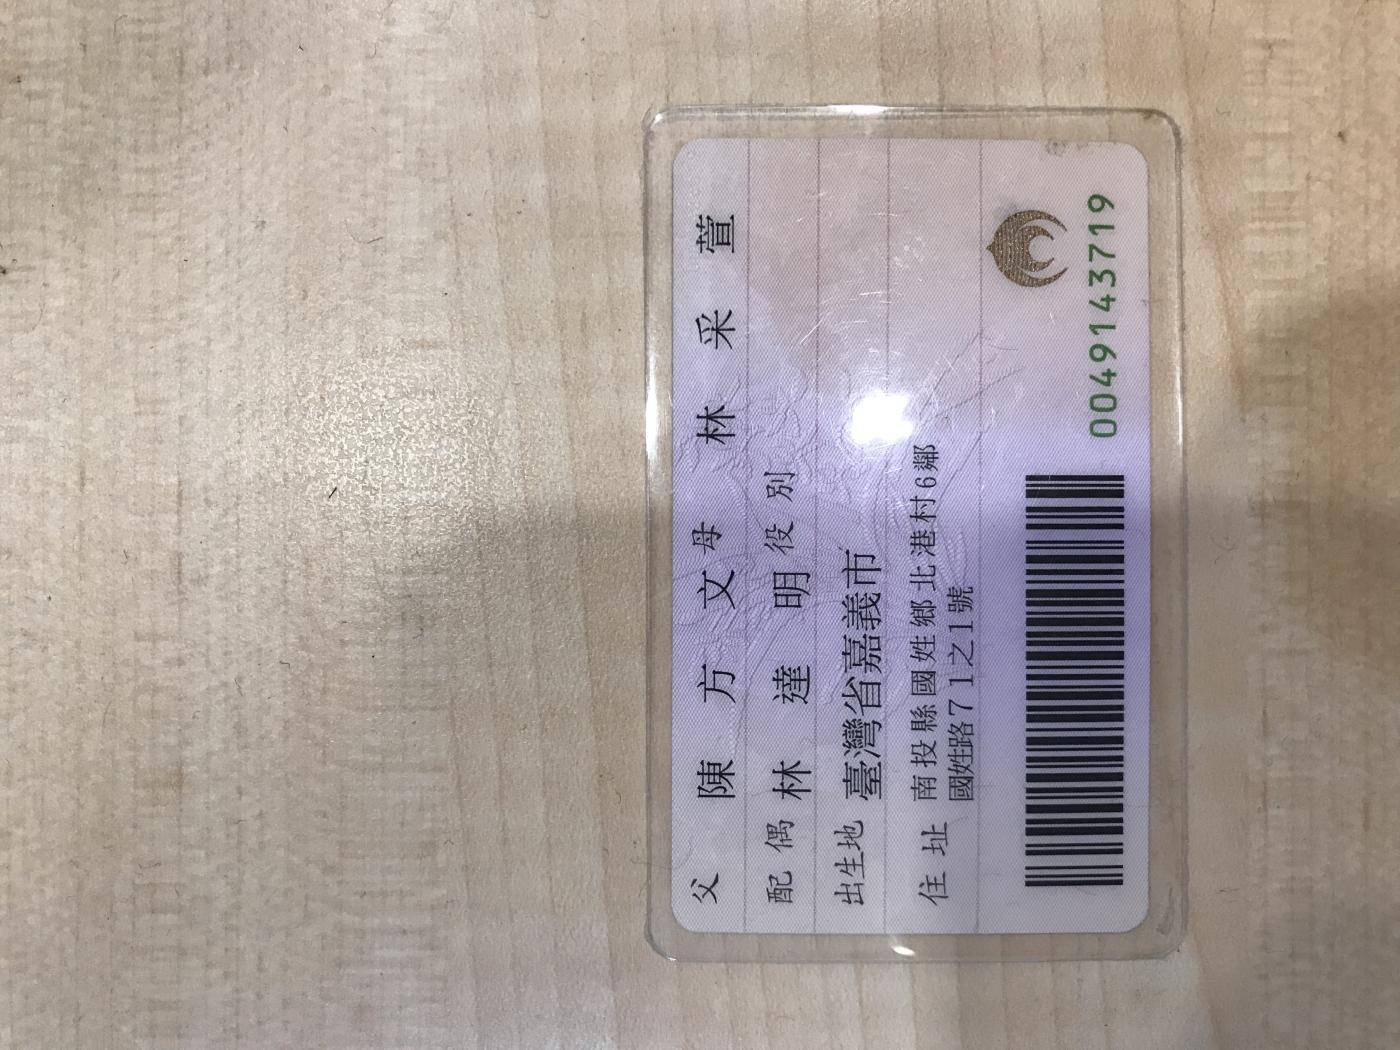 父 陳方文 母 林采萱
配偶 林達明 役別
出生地 臺灣省嘉義市
住址 南投縣國姓鄉北港村6鄰
國姓路71之1號
0049143719